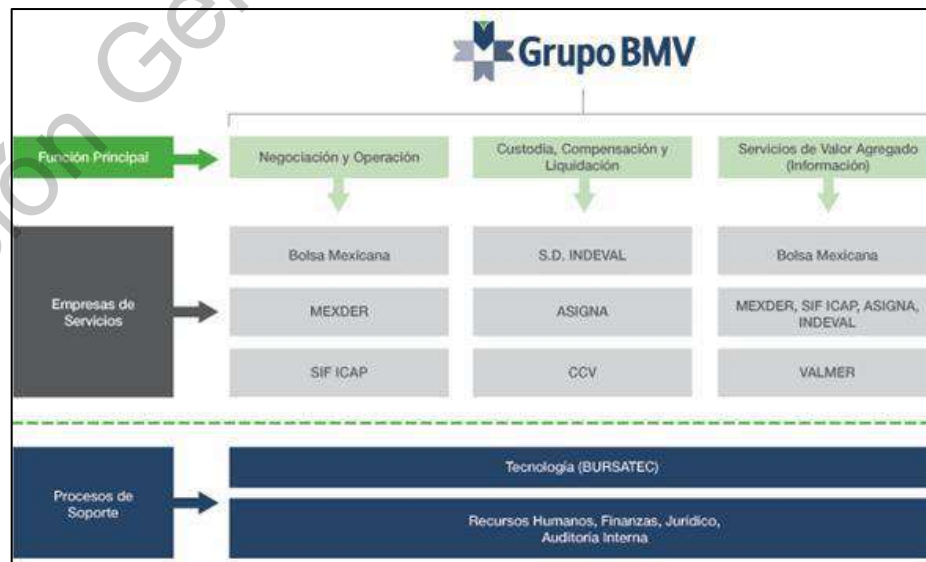 Grupo BMV
Función Principal
Negociación y Operación
Custodia, Compensación y
Liquidación
Servicios de Valor Agregado
(Información)
Empresas de
Servicios
Bolsa Mexicana
S.D. INDEVAL
Bolsa Mexicana
MEXDER
ASIGNA
MEXDER, SIF ICAP, ASIGNA,
INDEVAL
SIF ICAP
CCV
VALMER
Procesos de
Soporte
Tecnología (BURSATEC)
Recursos Humanos, Finanzas, Jurídico,
Auditoría Interna